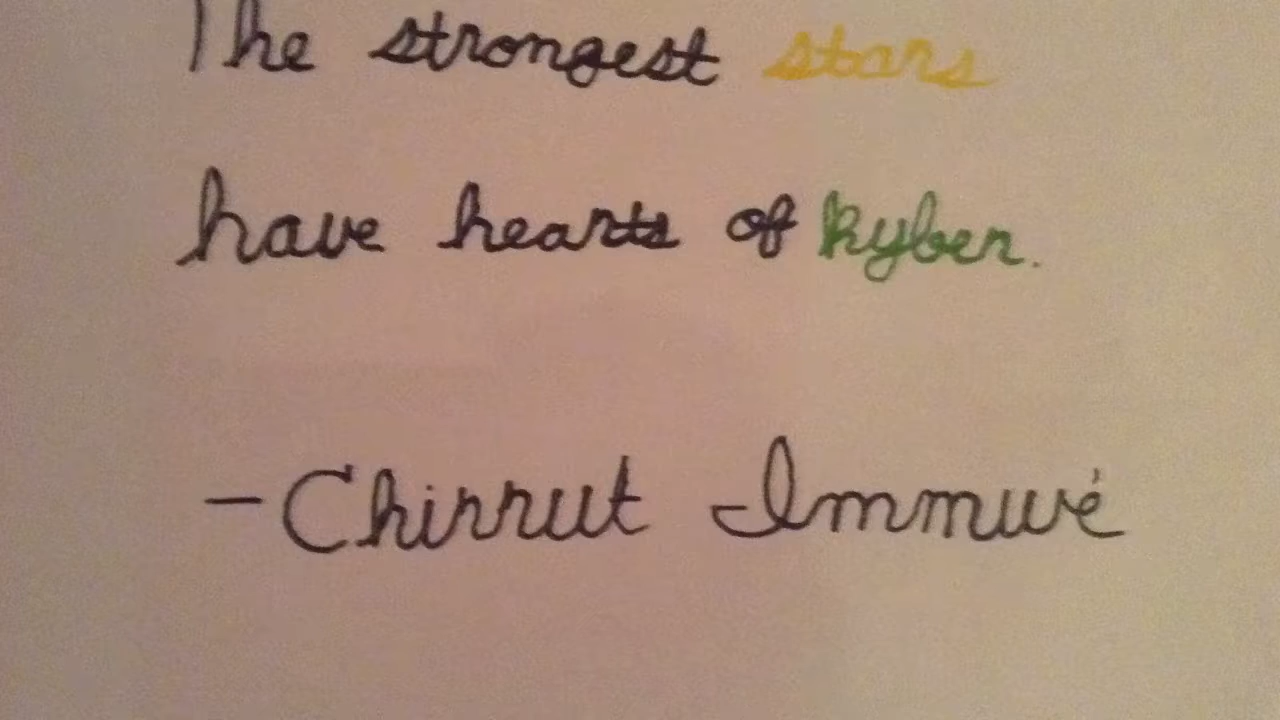 The strongest stars
have hearts of kyber.
- Chirrut Immwé